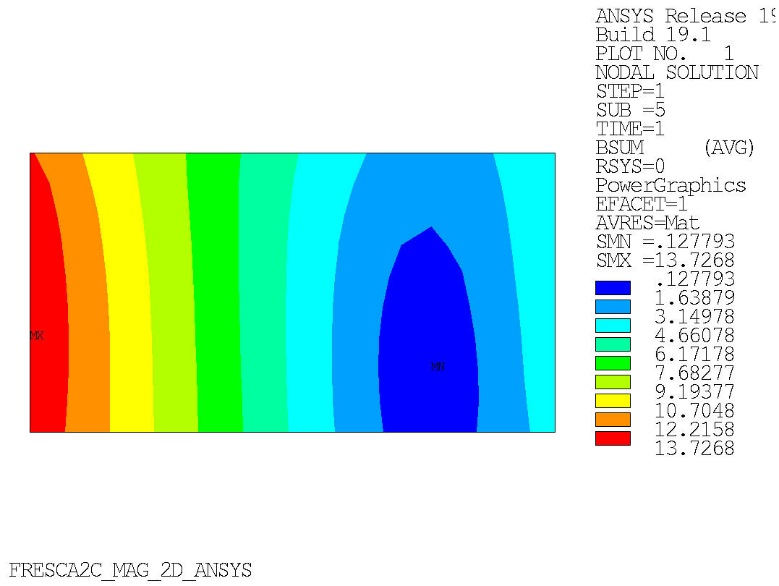 ANSYS Release 19
Build 19.1
PLOT NO. 1
NODAL SOLUTION
STEP=1
SUB =5
TIME=1
BSUM (AVG)
RSYS=0
PowerGraphics
EFACET=1
AVRES=Mat
SMN =.127793
SMX =13.7268
.127793
1.63879
3.14978
4.66078
6.17178
7.68277
9.19377
10.7048
12.2158
13.7268
MX
MN
FRESCA2C_MAG_2D_ANSYS